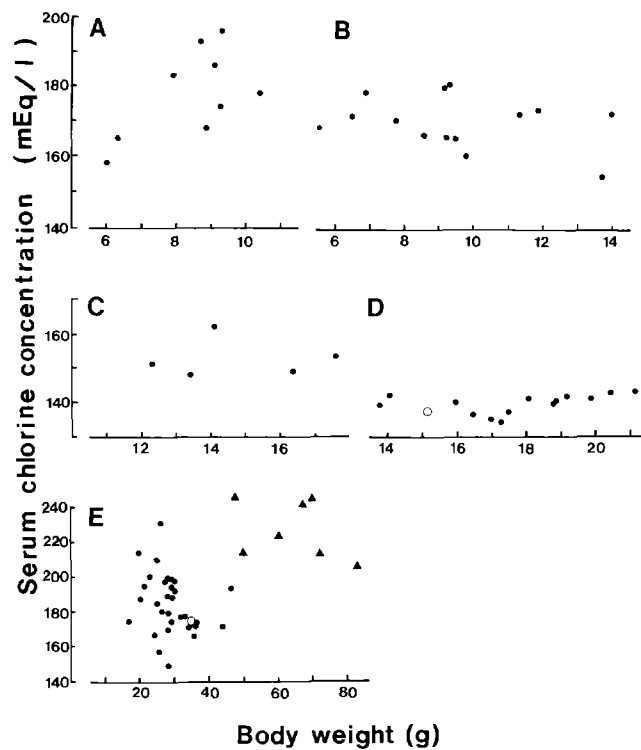 Serum chlorine concentration (mEq/l)
A
200
180
160
140
6 8 10
B
6 8 10 12 14
C
160
140
12 14 16
D
14 16 18 20
E
240
220
200
180
160
140
20 40 60 80
Body weight (g)